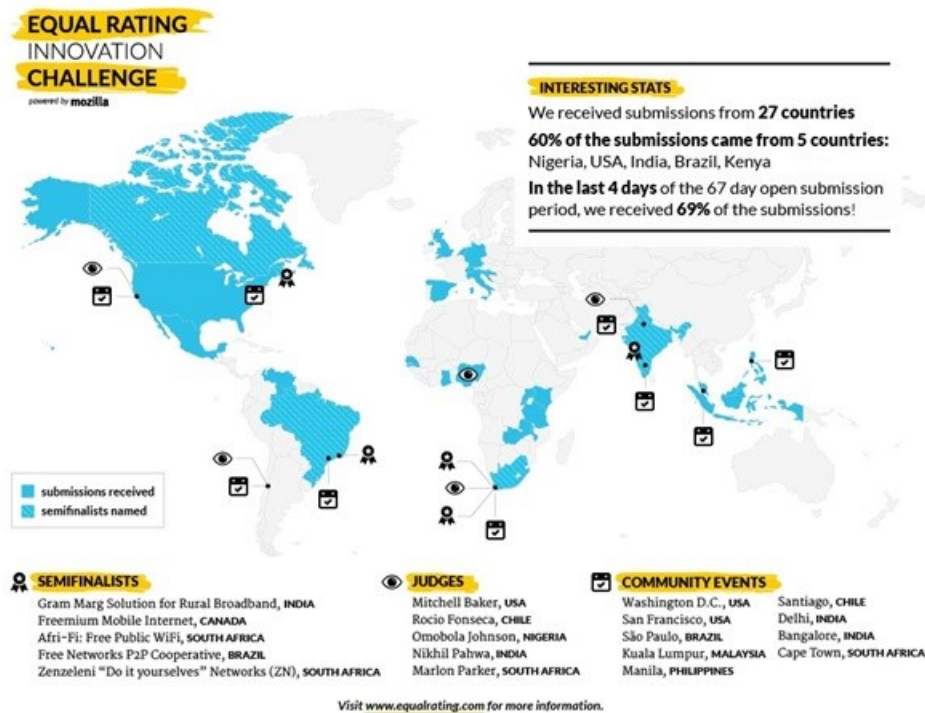 EQUAL RATING
INNOVATION
CHALLENGE
powered by mozilla
INTERESTING STATS
We received submissions from 27 countries
60% of the submissions came from 5 countries:
Nigeria, USA, India, Brazil, Kenya
In the last 4 days of the 67 day open submission
period, we received 69% of the submissions!
submissions received
semifinalists named
SEMIFINALISTS
Gram Marg Solution for Rural Broadband, INDIA
Freemium Mobile Internet, CANADA
Afri-Fi: Free Public WiFi, SOUTH AFRICA
Free Networks P2P Cooperative, BRAZIL
Zenzeleni “Do it yourselves” Networks (ZN), SOUTH AFRICA
JUDGES
Mitchell Baker, USA
Rocio Fonseca, CHILE
Omobola Johnson, NIGERIA
Nikhil Pahwa, INDIA
Marlon Parker, SOUTH AFRICA
COMMUNITY EVENTS
Washington D.C., USA
San Francisco, USA
São Paulo, BRAZIL
Kuala Lumpur, MALAYSIA
Manila, PHILIPPINES
Santiago, CHILE
Delhi, INDIA
Bangalore, INDIA
Cape Town, SOUTH AFRICA
Visit www.equalrating.com for more information.